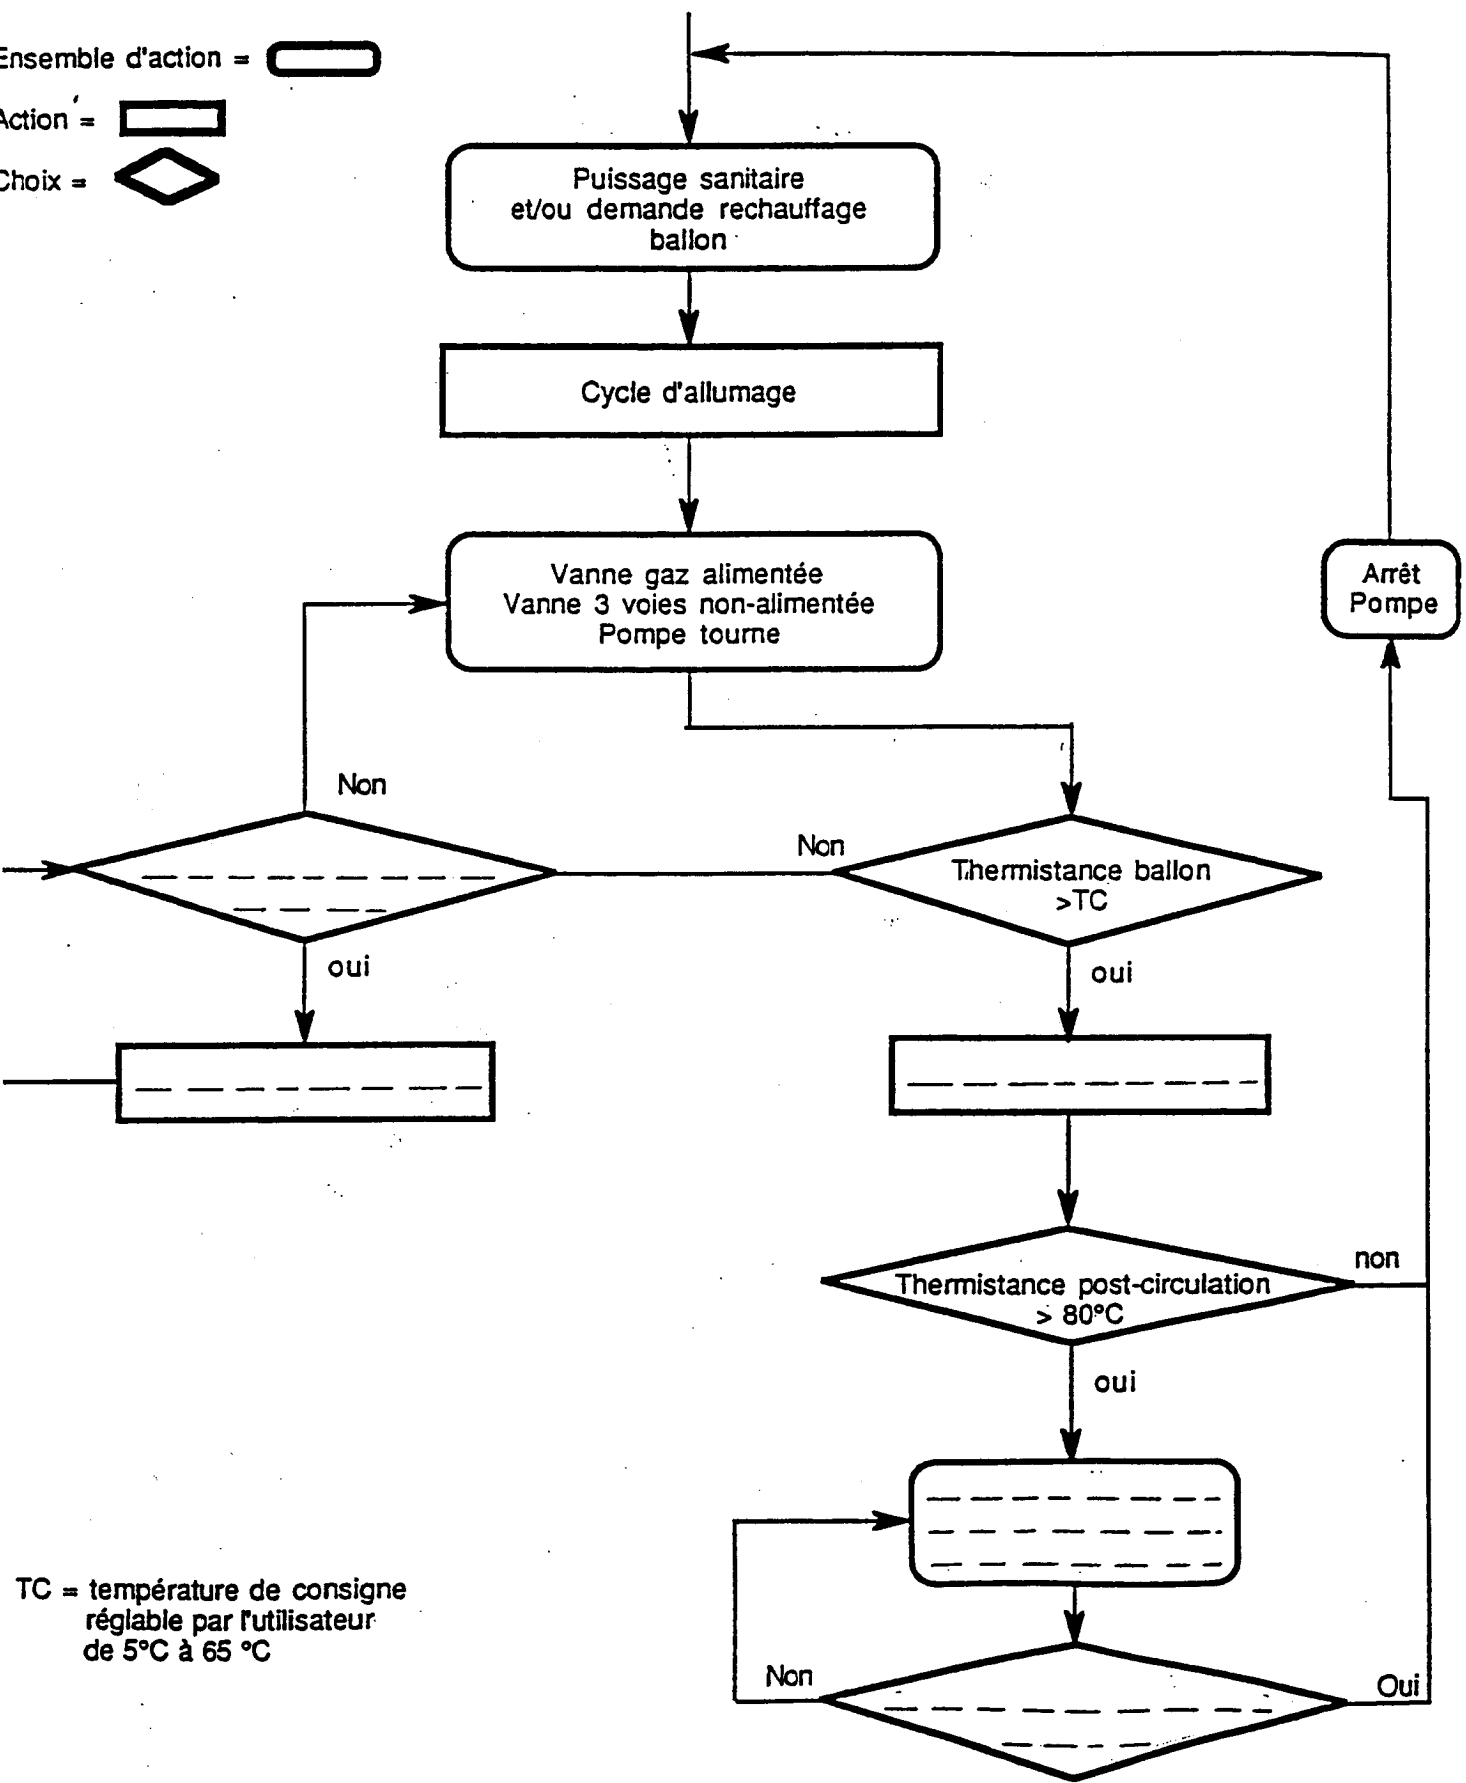 Ensemble d'action =
Action =
Choix =
Puissage sanitaire
et/ou demande rechauffage
ballon
Cycle d'allumage
Vanne gaz alimentée
Vanne 3 voies non-alimentée
Pompe tourne
Arrêt
Pompe
Non
Non
Thermistance ballon
>TC
oui
oui
non
Thermistance post-circulation
> 80°C
oui
TC = température de consigne
réglable par l'utilisateur
de 5°C à 65 °C
Non
Oui